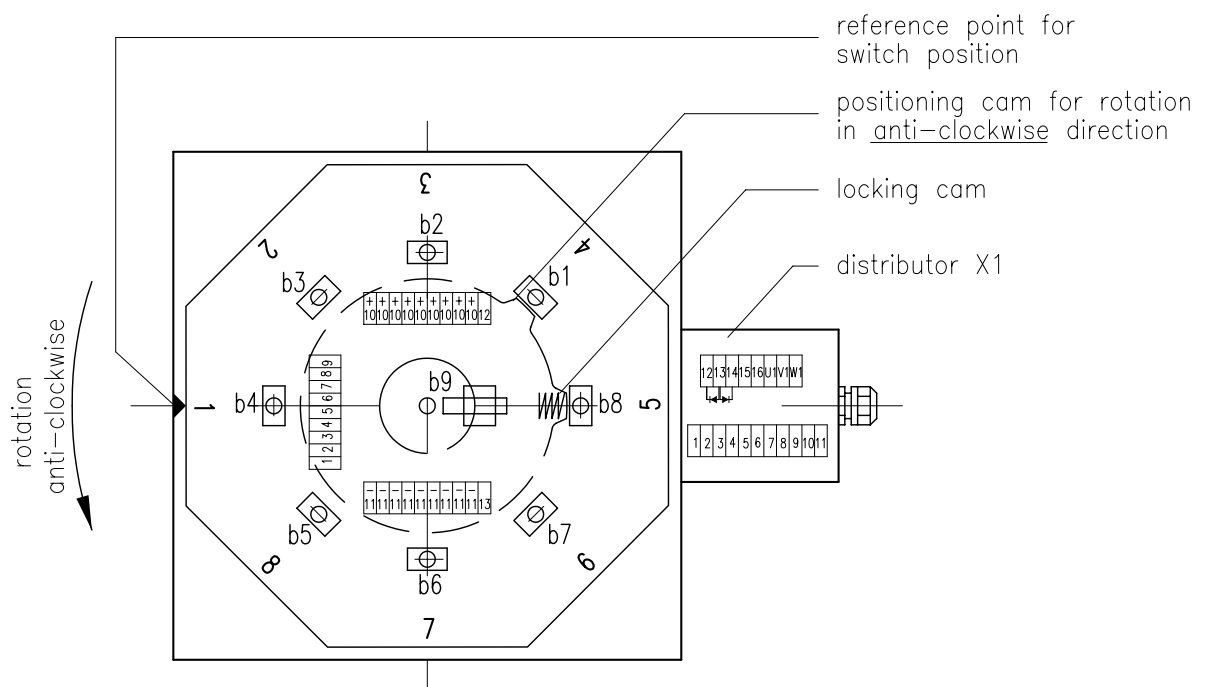 reference point for
switch position
positioning cam for rotation
in anti-clockwise direction
locking cam
distributor X1
rotation
anti-clockwise
3
2
4
b2
b3
b1
+ + + + + + + + +
10 10 10 10 10 10 10 10 10 12
1 2 3 4 5 6 7 8 9
b9
1
b4
b8
5
12 13 14 15 16 U1 V1 W1
1 2 3 4 5 6 7 8 9 10 11
- - - - - - - - -
11 11 11 11 11 11 11 11 11 13
b5
b7
b6
8
6
7